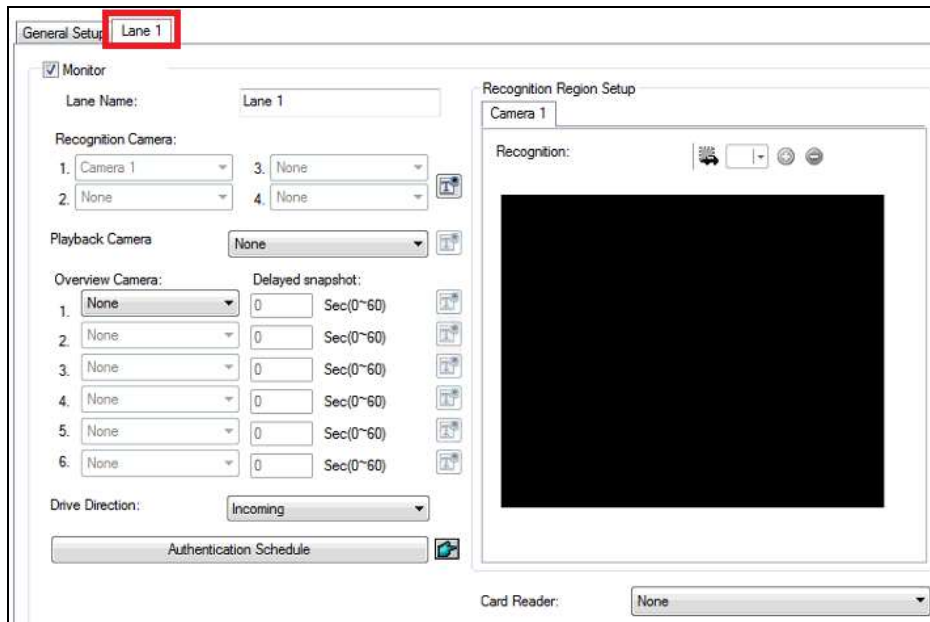 General Setup Lane 1
Monitor
Lane Name: Lane 1
Recognition Camera:
1. Camera 1 3. None
2. None 4. None
Playback Camera None
Overview Camera: Delayed snapshot:
1. None 0 Sec(0~60)
2. None 0 Sec(0~60)
3. None 0 Sec(0~60)
4. None 0 Sec(0~60)
5. None 0 Sec(0~60)
6. None 0 Sec(0~60)
Drive Direction: Incoming
Authentication Schedule
Recognition Region Setup
Camera 1
Recognition:
Card Reader: None